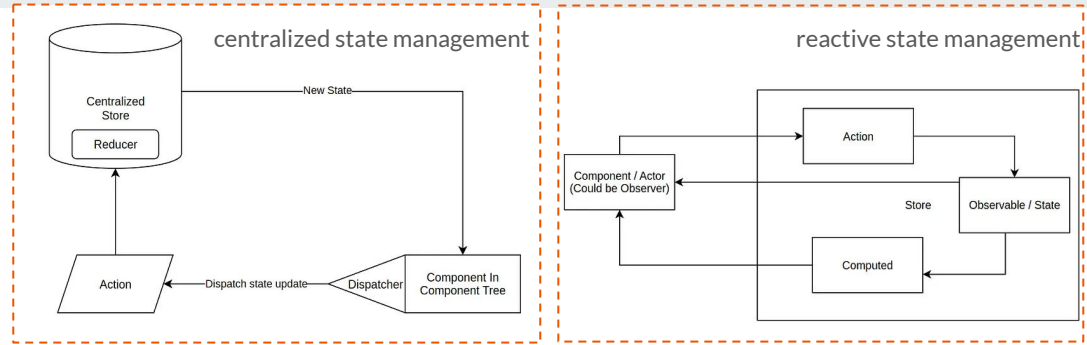 centralized state management
Centralized
Store
Reducer
New State
Action
Dispatch state update
Dispatcher
Component In
Component Tree
reactive state management
Action
Component / Actor
(Could be Observer)
Store
Observable / State
Computed